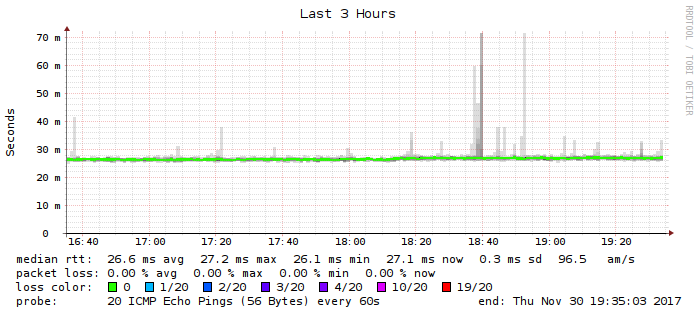 Last 3 Hours
RRDTOOL / TOBI OETIKER
Seconds
70 m
60 m
50 m
40 m
30 m
20 m
10 m
0
16:40 17:00 17:20 17:40 18:00 18:20 18:40 19:00 19:20
median rtt: 26.6 ms avg 27.2 ms max 26.1 ms min 27.1 ms now 0.3 ms sd 96.5 am/s
packet loss: 0.00 % avg 0.00 % max 0.00 % min 0.00 % now
loss color: 0 1/20 2/20 3/20 4/20 10/20 19/20
probe: 20 ICMP Echo Pings (56 Bytes) every 60s end: Thu Nov 30 19:35:03 2017